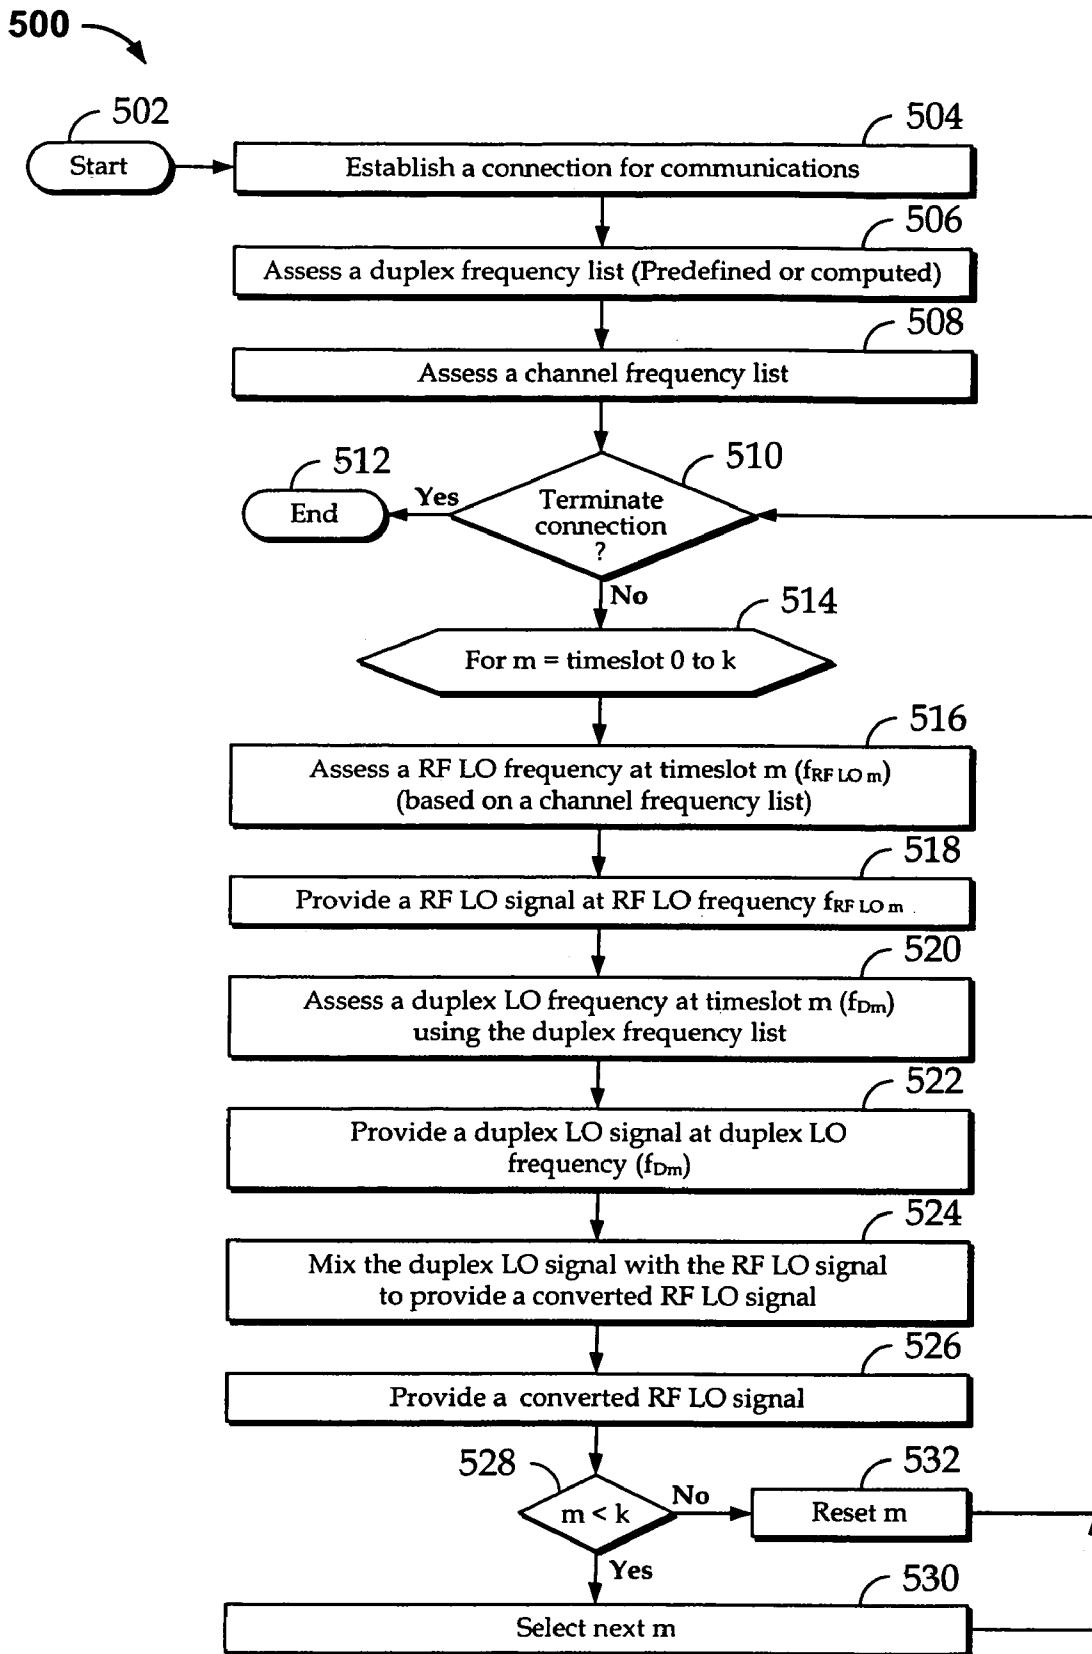 500
502
Start
504
Establish a connection for communications
506
Assess a duplex frequency list (Predefined or computed)
508
Assess a channel frequency list
510
512
End
Yes
Terminate
connection
?
No
514
For m = timeslot 0 to k
516
Assess a RF LO frequency at timeslot m (fRF LO m)
(based on a channel frequency list)
518
Provide a RF LO signal at RF LO frequency fRF LO m
520
Assess a duplex LO frequency at timeslot m (fDm)
using the duplex frequency list
522
Provide a duplex LO signal at duplex LO
frequency (fDm)
524
Mix the duplex LO signal with the RF LO signal
to provide a converted RF LO signal
526
Provide a converted RF LO signal
528
m < k
No
532
Reset m
Yes
530
Select next m